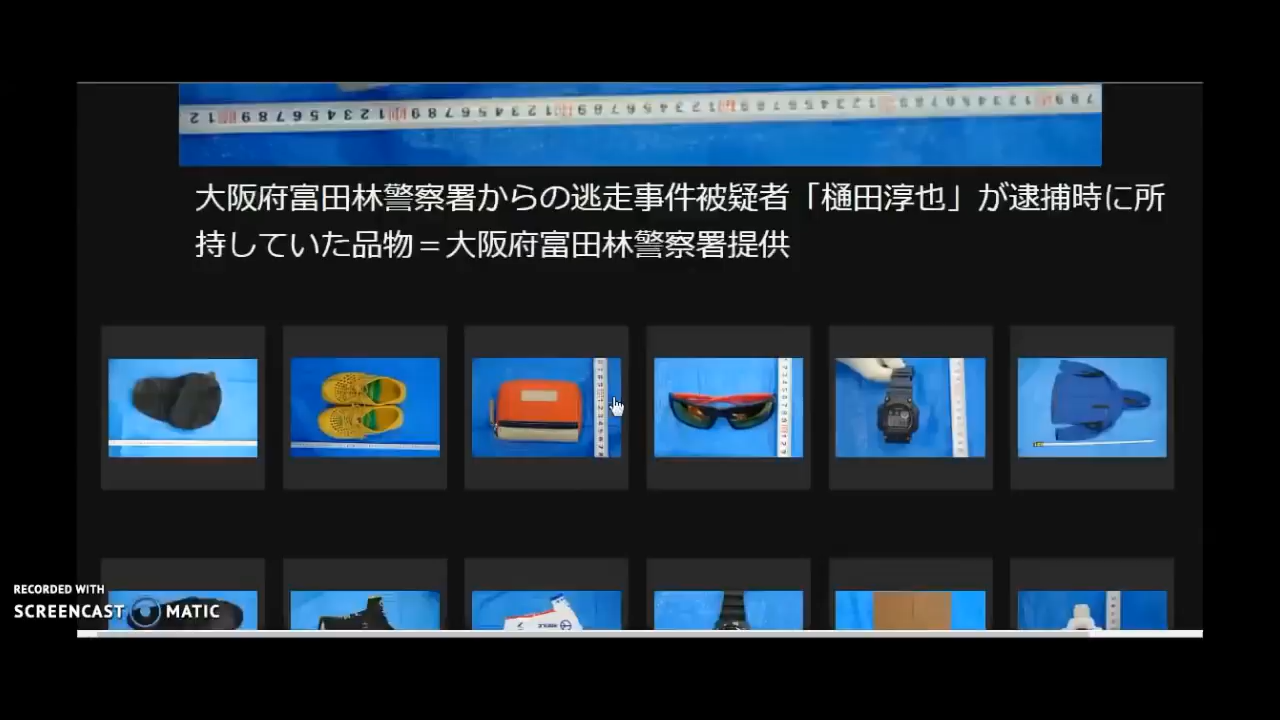 大阪府富田林警察署からの逃走事件被疑者「樋田淳也」が逮捕時に所
持していた品物＝大阪府富田林警察署提供
RECORDED WITH
SCREENCAST MATIC